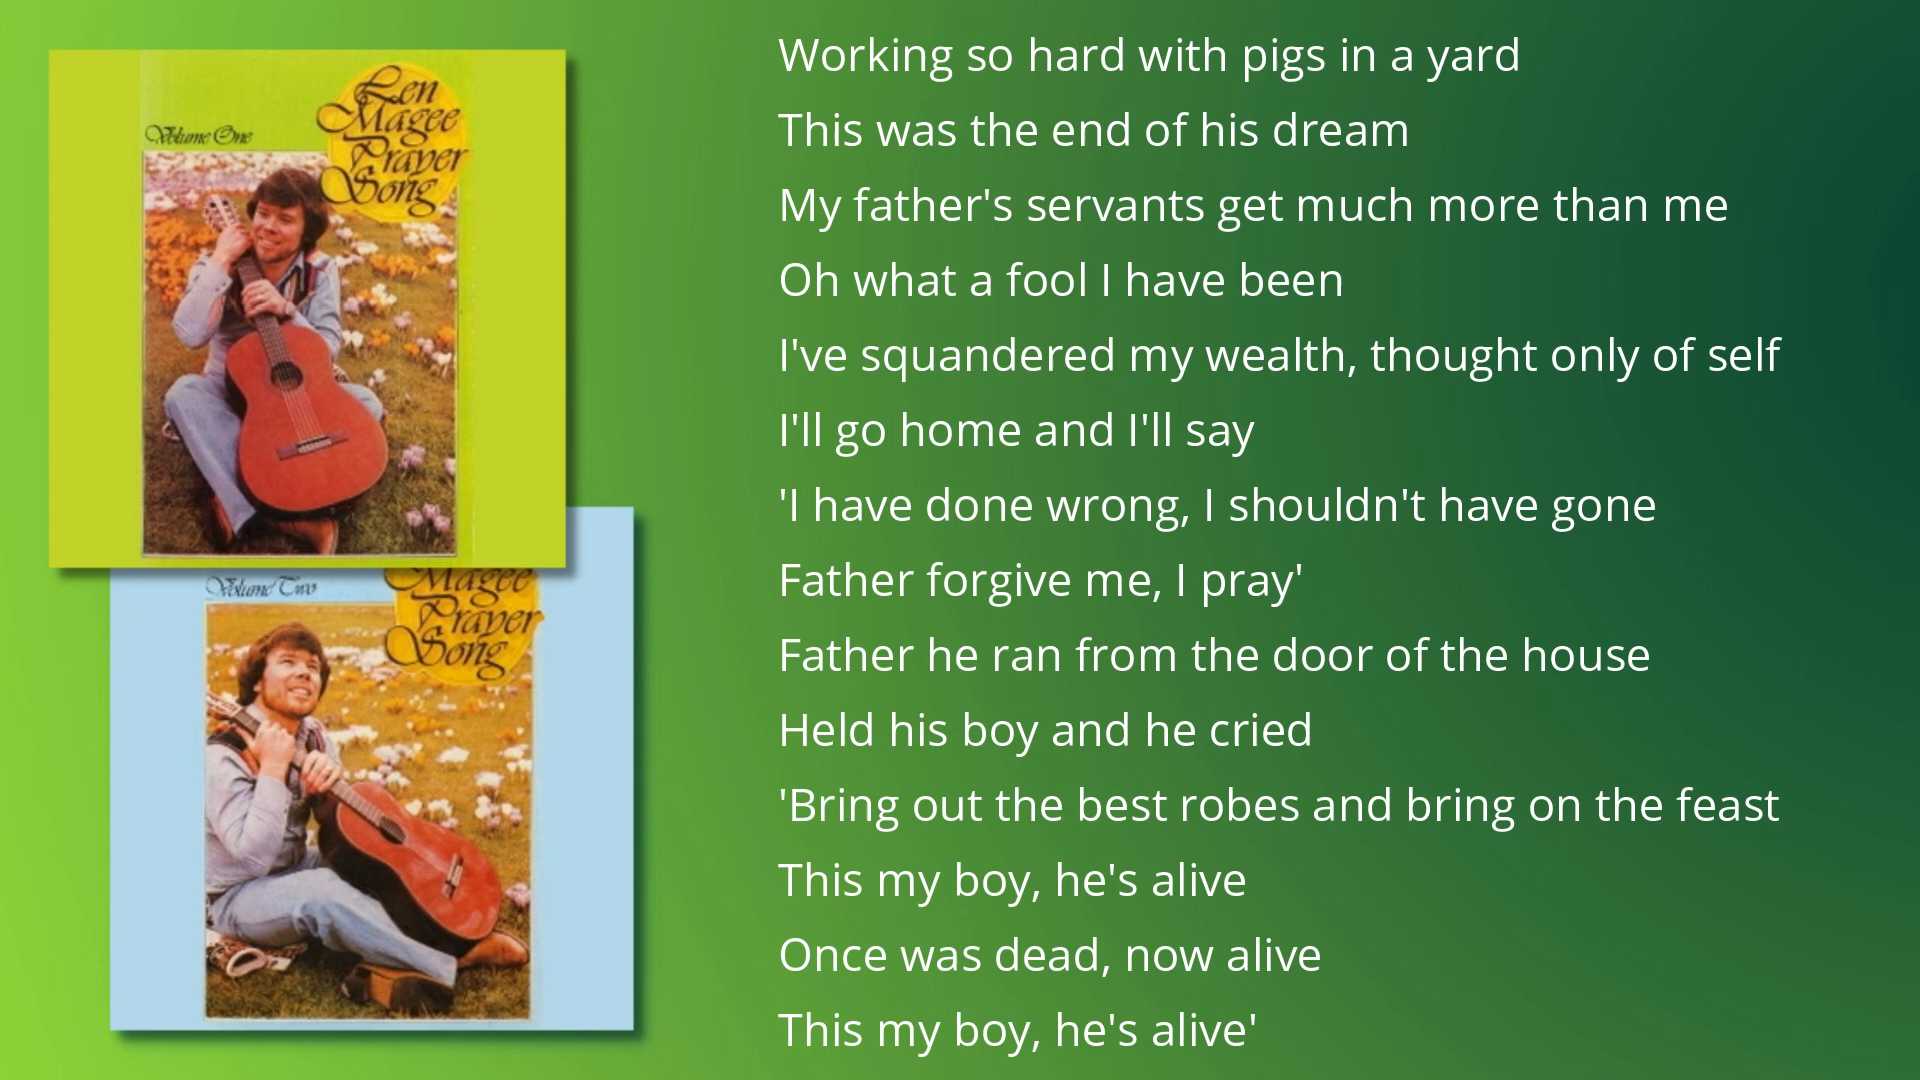 Volume One
Len
Magee
Prayer
Song
Volume Two
Magee
Prayer
Song
Working so hard with pigs in a yard
This was the end of his dream
My father's servants get much more than me
Oh what a fool I have been
I've squandered my wealth, thought only of self
I'll go home and I'll say
'I have done wrong, I shouldn't have gone
Father forgive me, I pray'
Father he ran from the door of the house
Held his boy and he cried
'Bring out the best robes and bring on the feast
This my boy, he's alive
Once was dead, now alive
This my boy, he's alive'